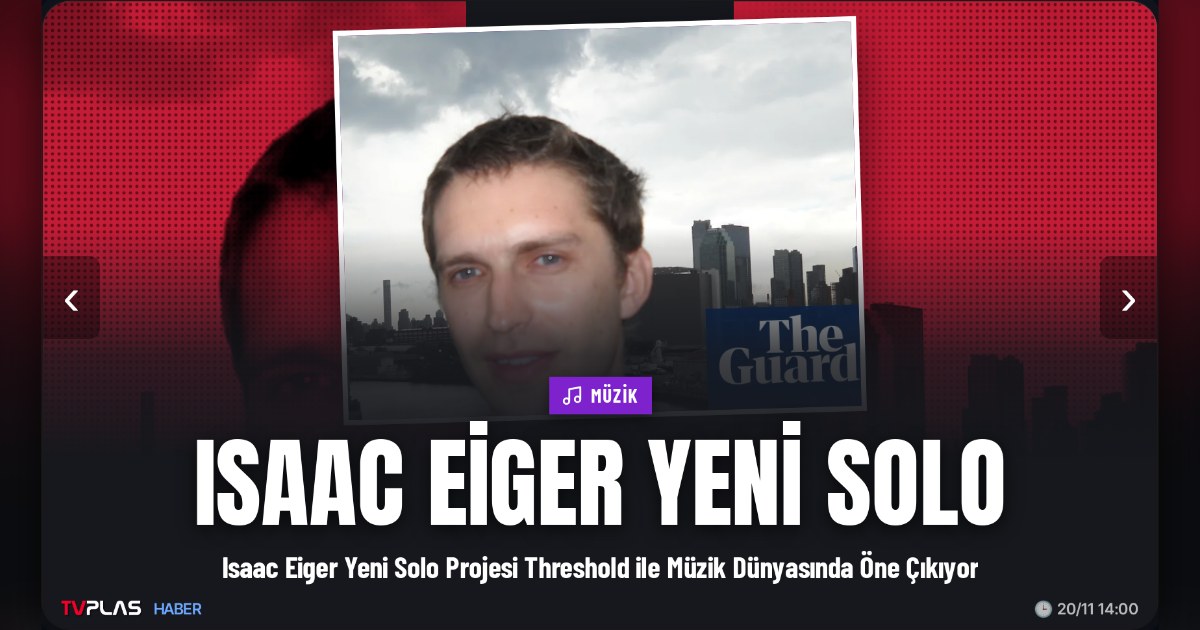 The
Guard
MÜZİK
ISAAC EİGER YENİ SOLO
Isaac Eiger Yeni Solo Projesi Threshold ile Müzik Dünyasında Öne Çıkıyor
TVPLAS HABER
20/11 14:00